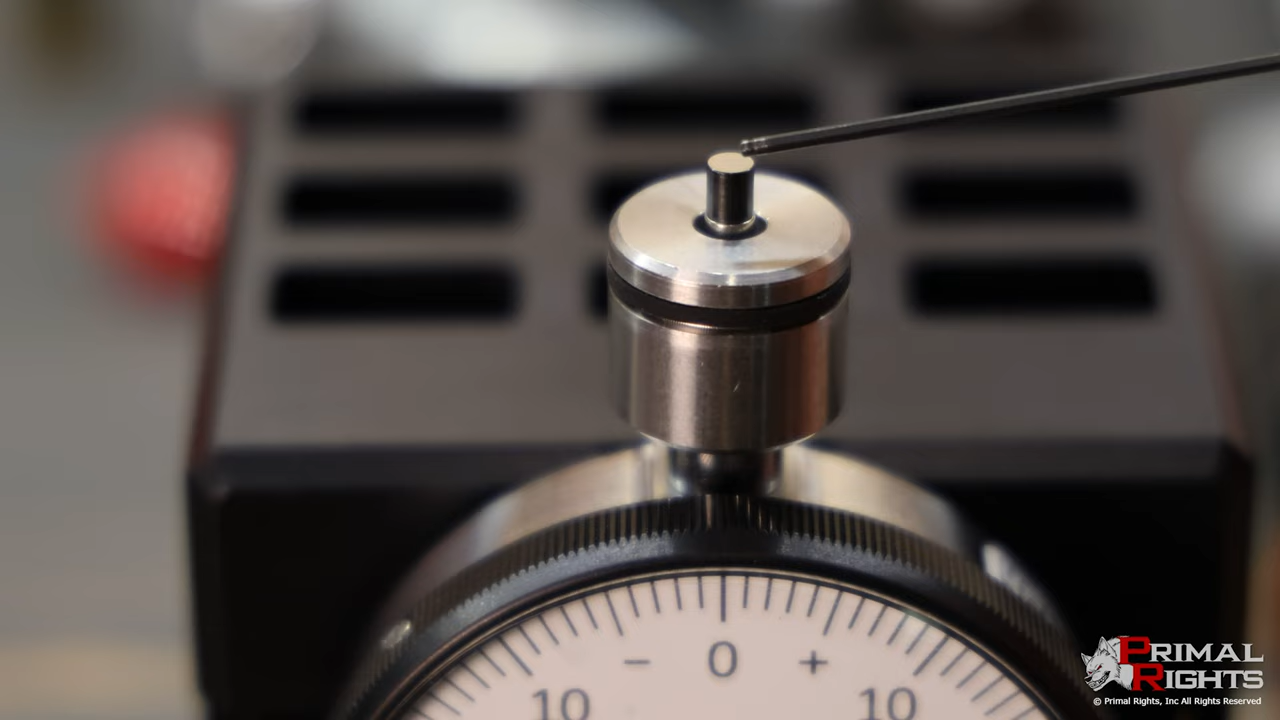 - 0 +
10 10
PRIMAL
RIGHTS
© Primal Rights, Inc All Rights Reserved